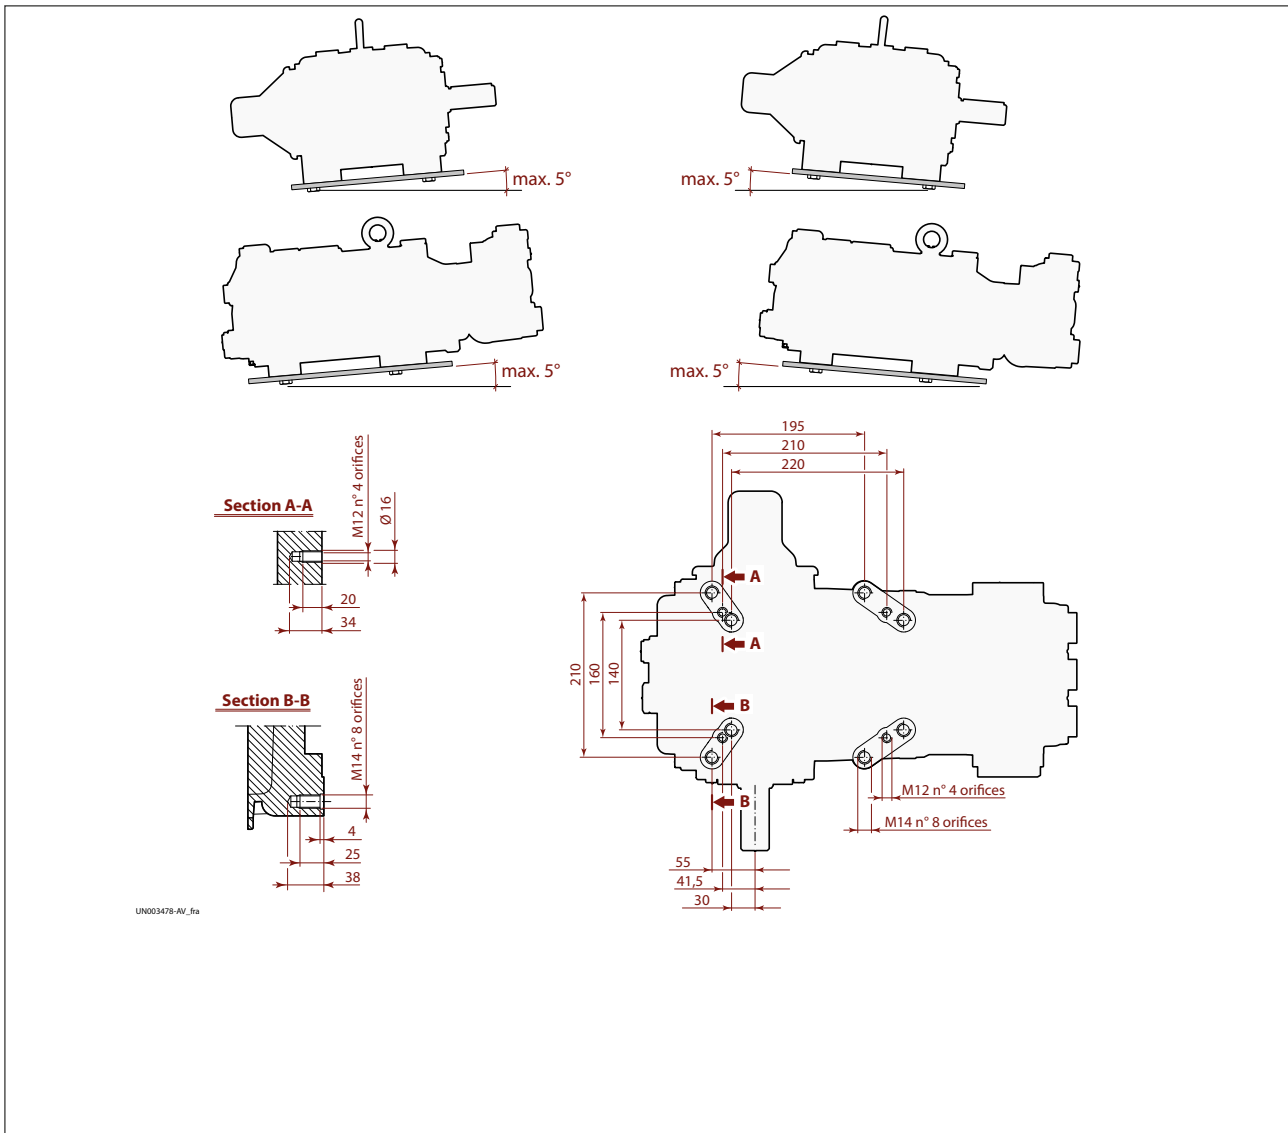 max. 5°
max. 5°
max. 5°
max. 5°
Section A-A
M12 n° 4 orifices
Ø 16
20
34
Section B-B
M14 n° 8 orifices
4
25
38
195
210
220
A
A
210
160
140
B
B
M12 n° 4 orifices
M14 n° 8 orifices
55
41,5
30
UN003478-AV_fra